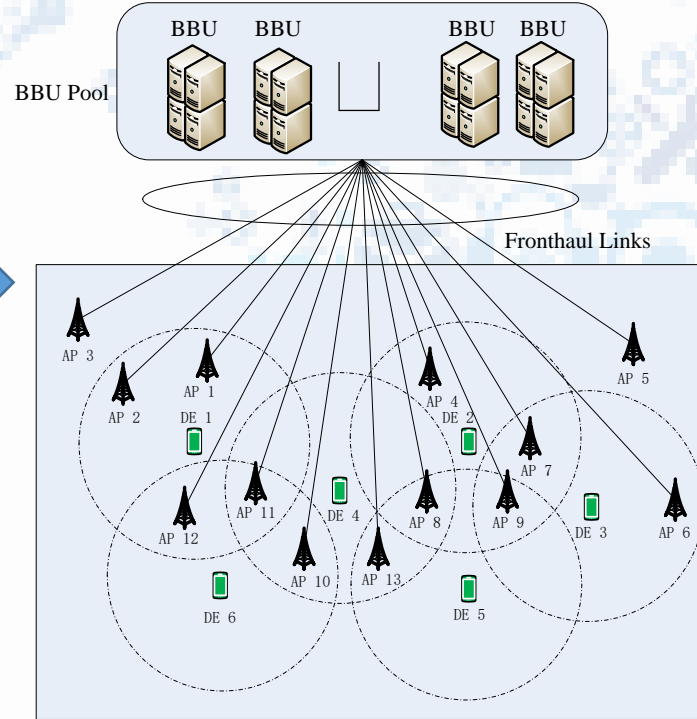 BBU BBU BBU BBU
BBU Pool
Fronthaul Links
AP 3
AP 5
AP 1
AP 4
AP 2
DE 1
DE 2
AP 7
AP 11
DE 4
AP 8
AP 9
DE 3
AP 6
AP 12
AP 10
AP 13
DE 6
DE 5